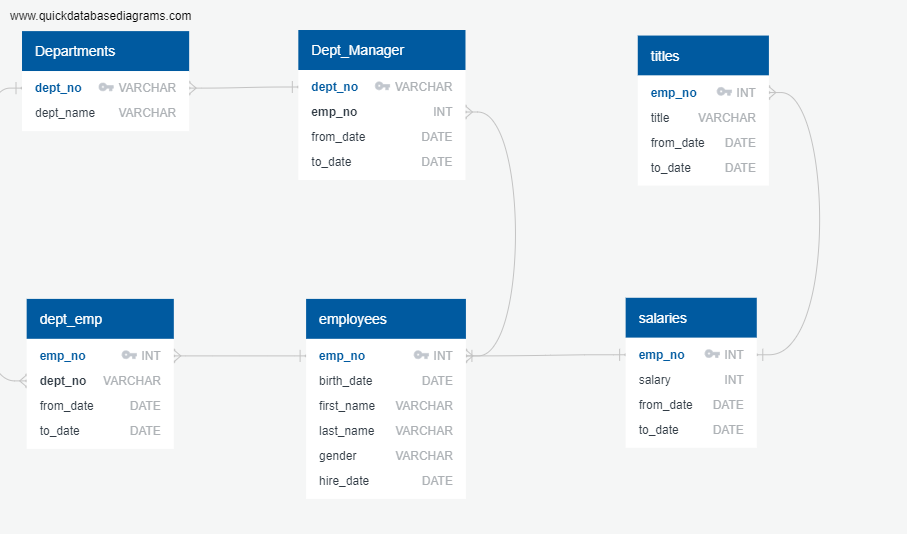 www.quickdatabasediagrams.com
Departments
dept_no VARCHAR
dept_name VARCHAR
Dept_Manager
dept_no VARCHAR
emp_no INT
from_date DATE
to_date DATE
titles
emp_no INT
title VARCHAR
from_date DATE
to_date DATE
dept_emp
emp_no INT
dept_no VARCHAR
from_date DATE
to_date DATE
employees
emp_no INT
birth_date DATE
first_name VARCHAR
last_name VARCHAR
gender VARCHAR
hire_date DATE
salaries
emp_no INT
salary INT
from_date DATE
to_date DATE